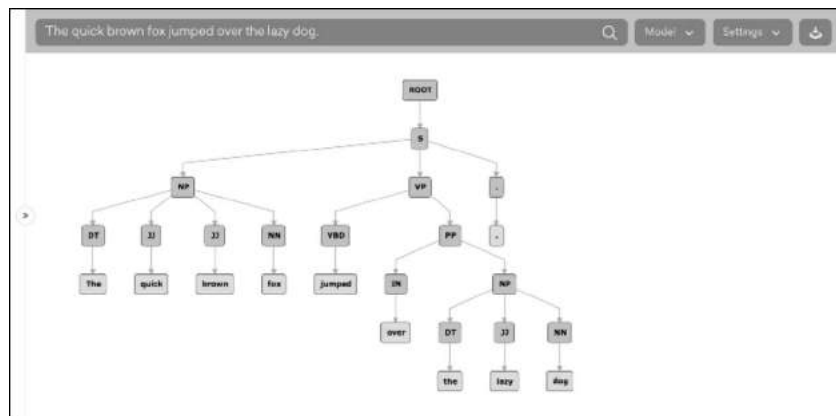 The quick brown fox jumped over the lazy dog.
Model
Settings
ROOT
S
NP VP .
DT JJ JJ NN VBD PP .
The quick brown fox jumped IN NP
over DT JJ NN
the lazy dog